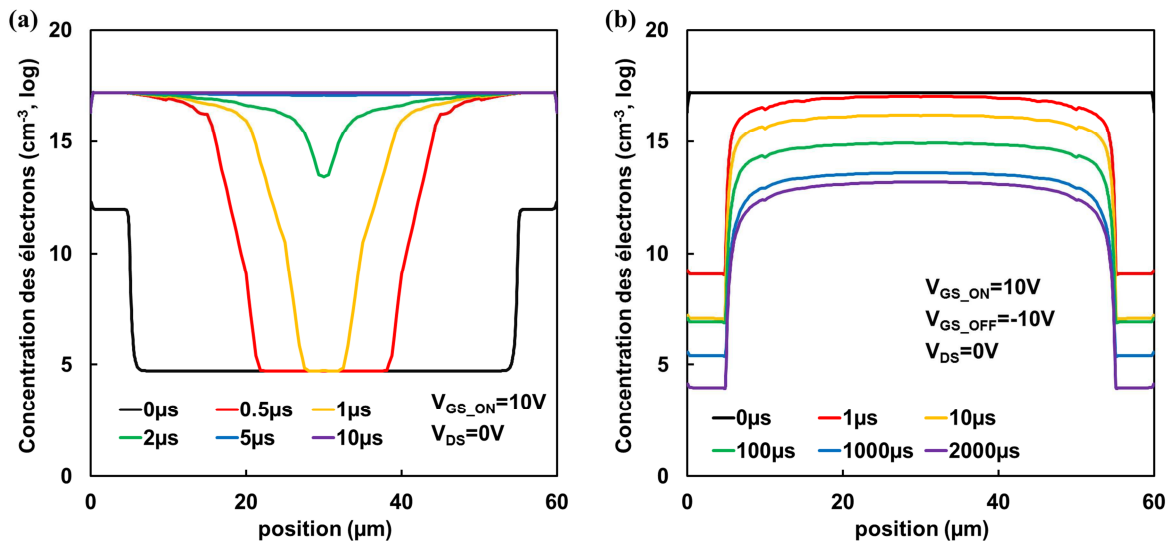 (a)
20
15
10
5
0
Concentration des électrons (cm-3, log)
0µs 0.5µs 1µs
2µs 5µs 10µs
VGS_ON=10V
VDS=0V
0 20 40 60
position (µm)
(b)
20
15
10
5
0
Concentration des électrons (cm-3, log)
VGS_ON=10V
VGS_OFF=-10V
VDS=0V
0µs 1µs 10µs
100µs 1000µs 2000µs
0 20 40 60
position (µm)